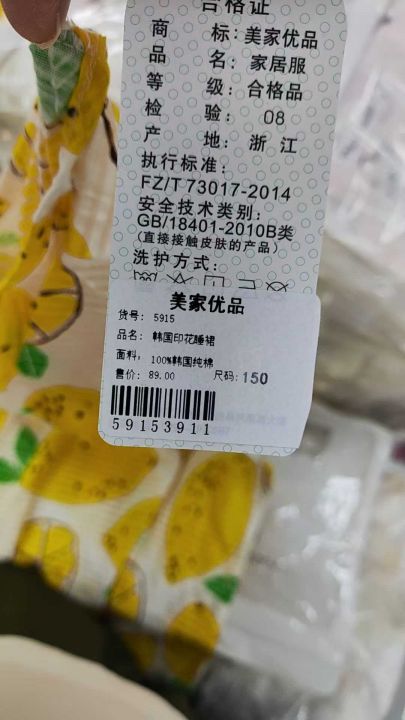 合格证
商 标：美家优品
品 名：家居服
等 级：合格品
检 验：08
产 地：浙江
执行标准：
FZ/T 73017-2014
安全技术类别：
GB/18401-2010B类
(直接接触皮肤的产品)
洗护方式：
美家优品
货号：5915
品名：韩国印花睡裙
面料：100%韩国纯棉
售价：89.00 尺码：150
59153911